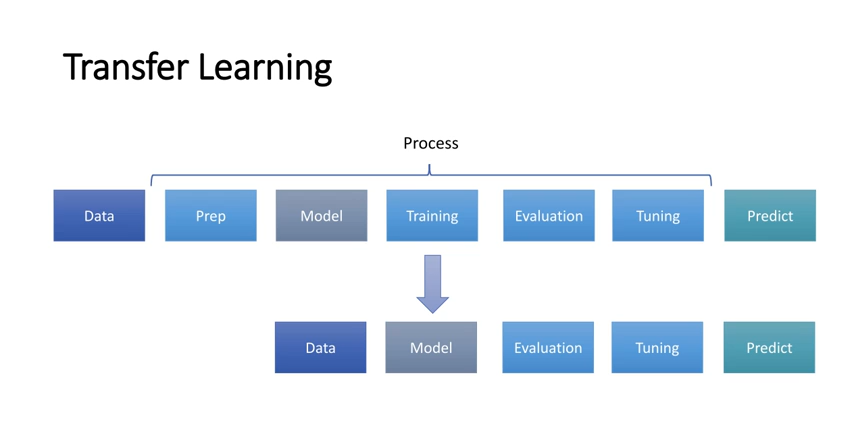 Transfer Learning
Process
Data Prep Model Training Evaluation Tuning Predict
Data Model Evaluation Tuning Predict